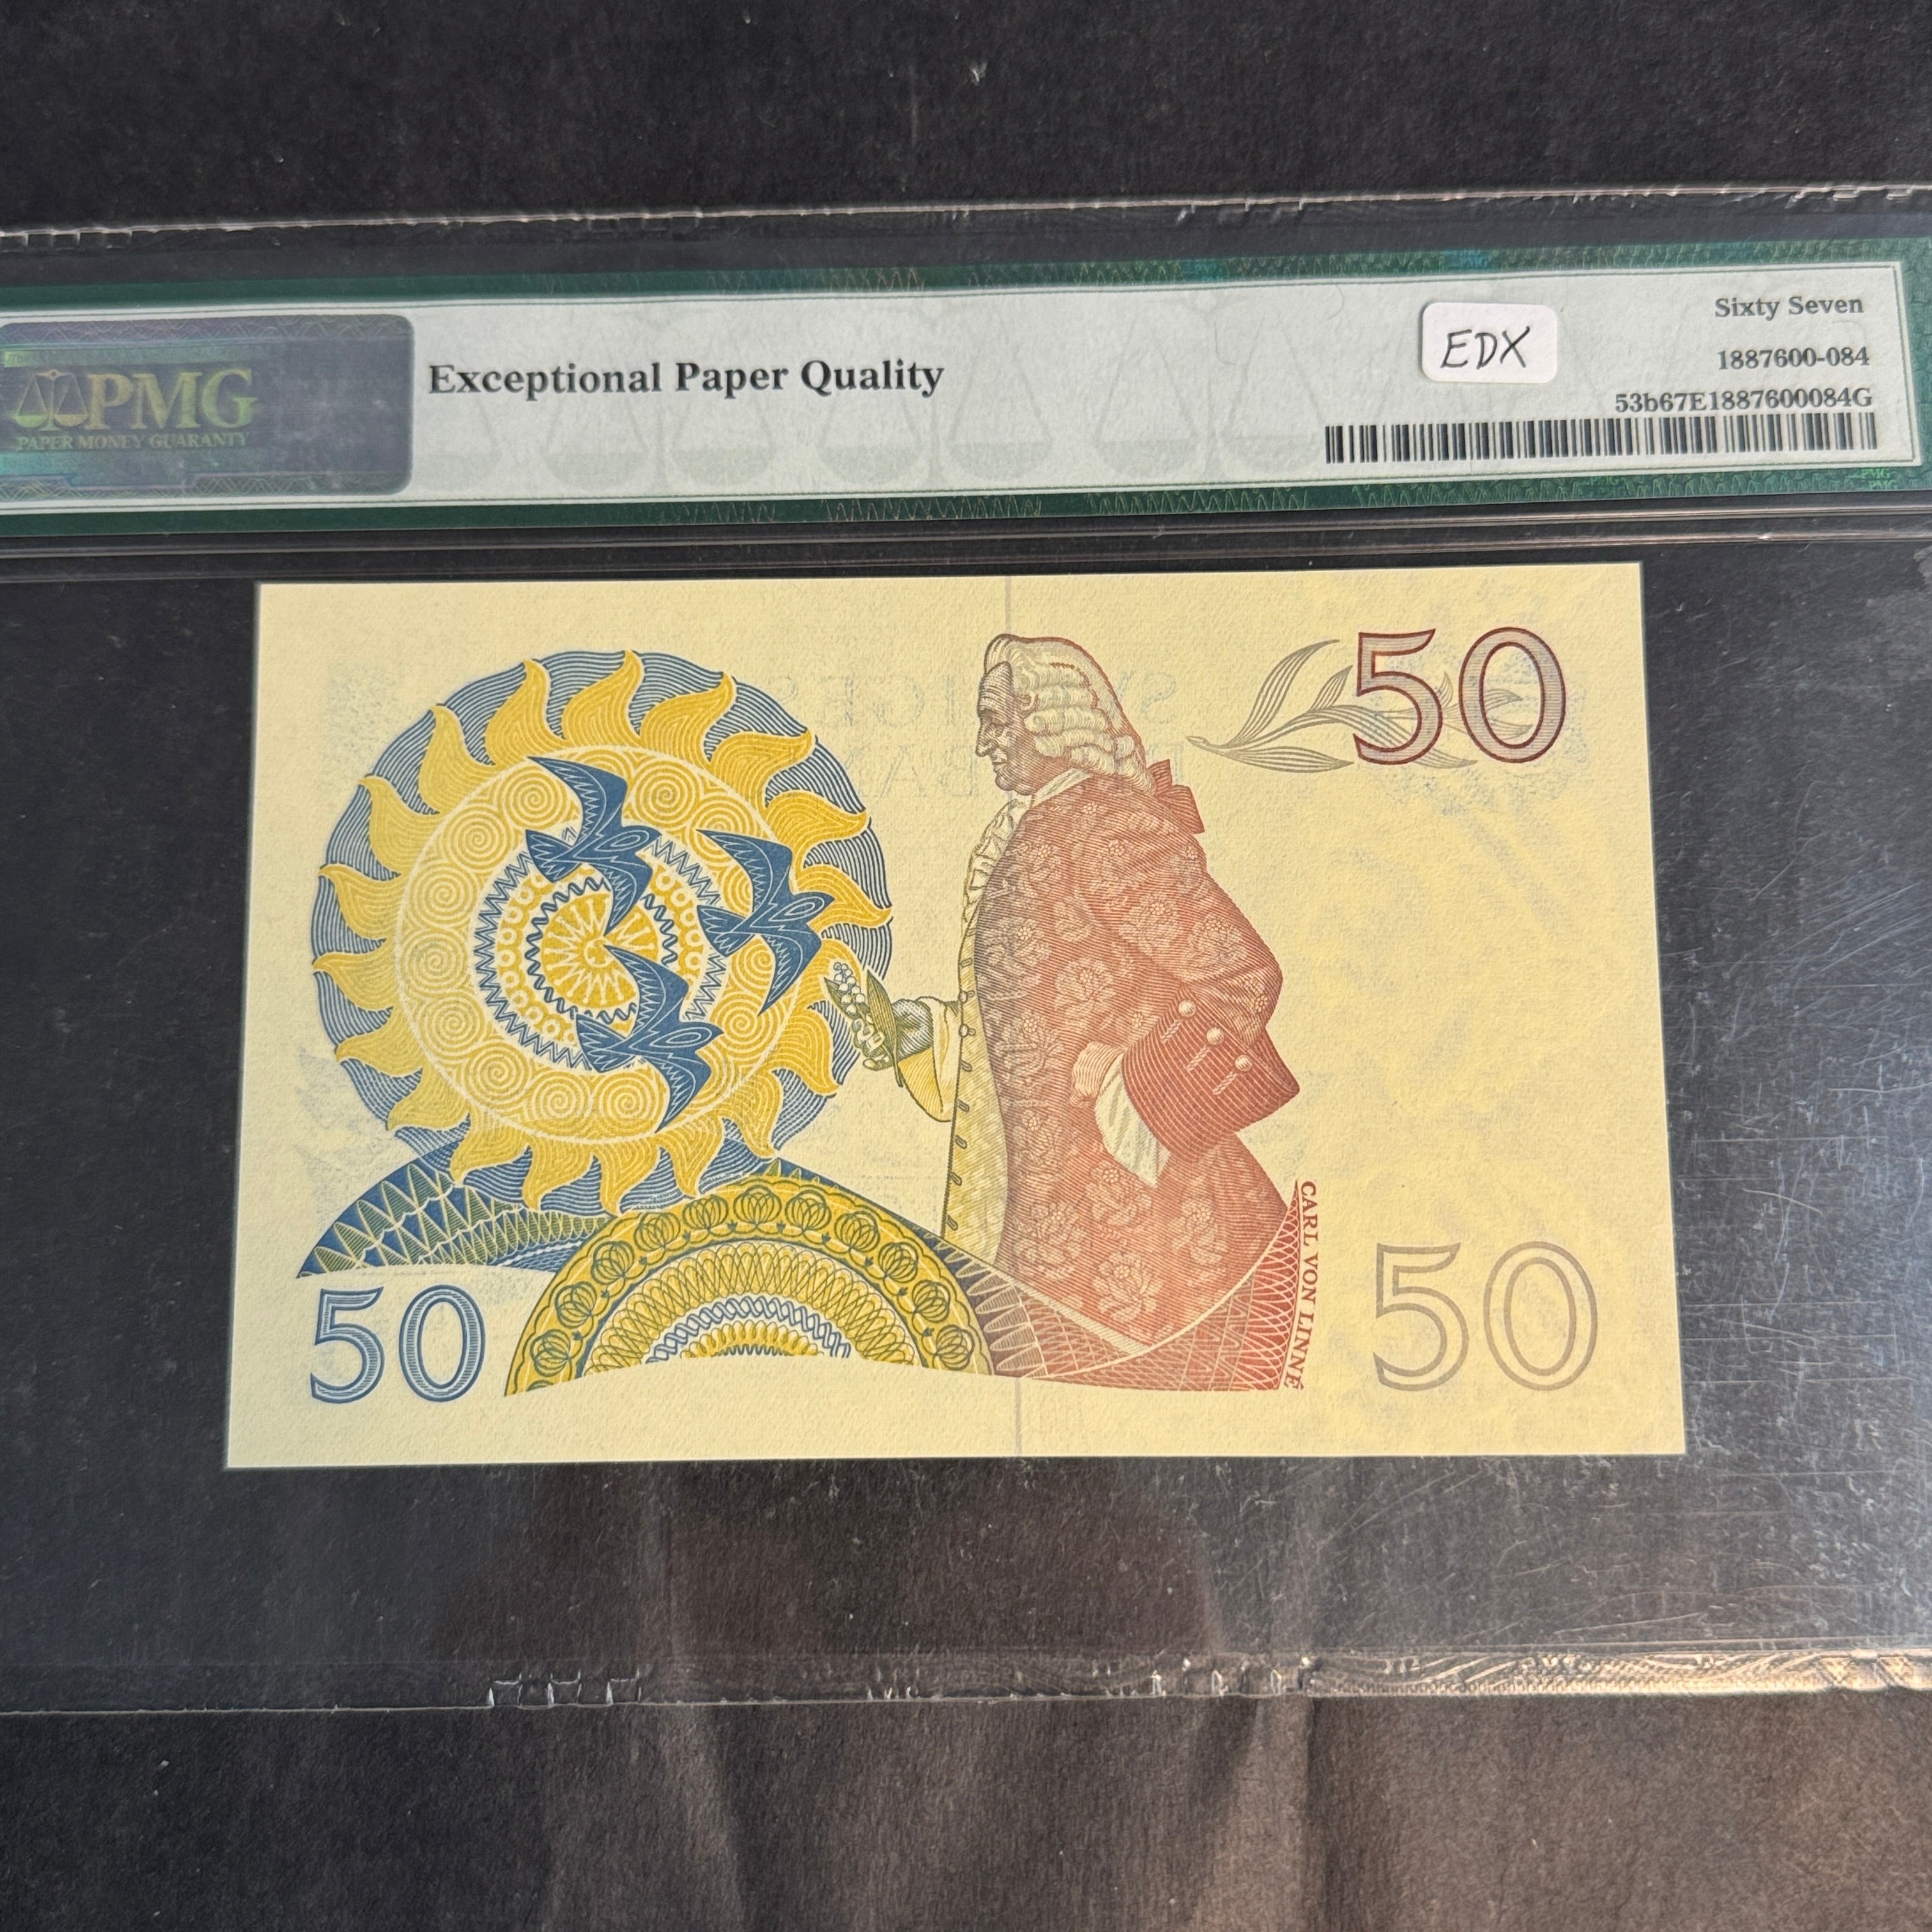 PMG
PAPER MONEY GUARANTY
Exceptional Paper Quality
EDX
Sixty Seven
1887600-084
53b67E1887600084G
50
CARL VON LINNÉ
50
50